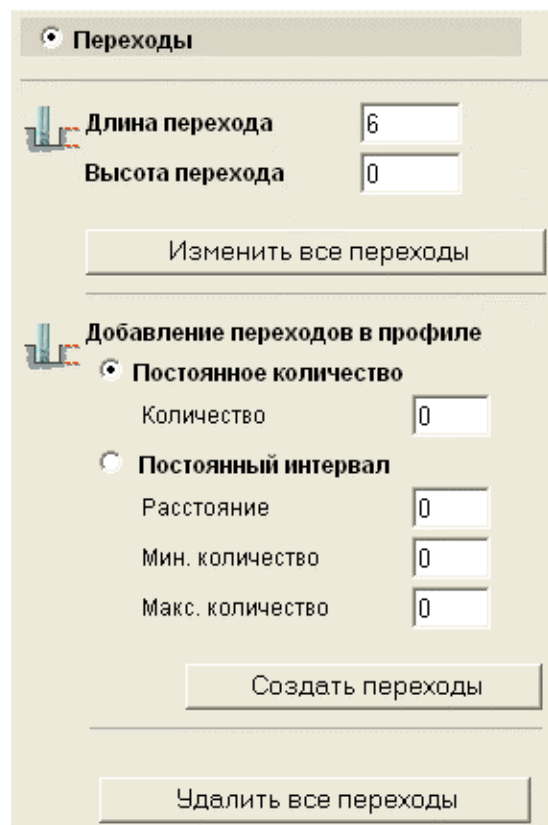 Переходы
Длина перехода 6
Высота перехода 0
Изменить все переходы
Добавление переходов в профиле
Постоянное количество
Количество 0
Постоянный интервал
Расстояние 0
Мин. количество 0
Макс. количество 0
Создать переходы
Удалить все переходы